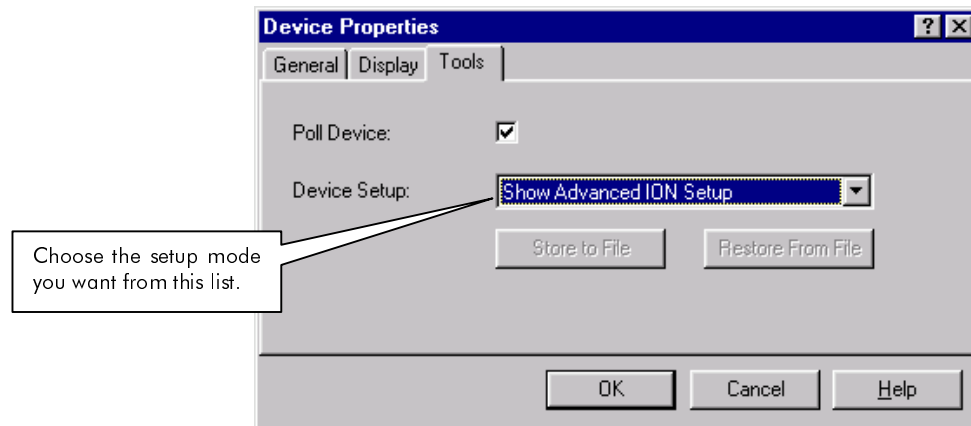 Device Properties
General Display Tools
Poll Device:
Device Setup: Show Advanced ION Setup
Choose the setup mode
you want from this list.
Store to File Restore From File
OK Cancel Help